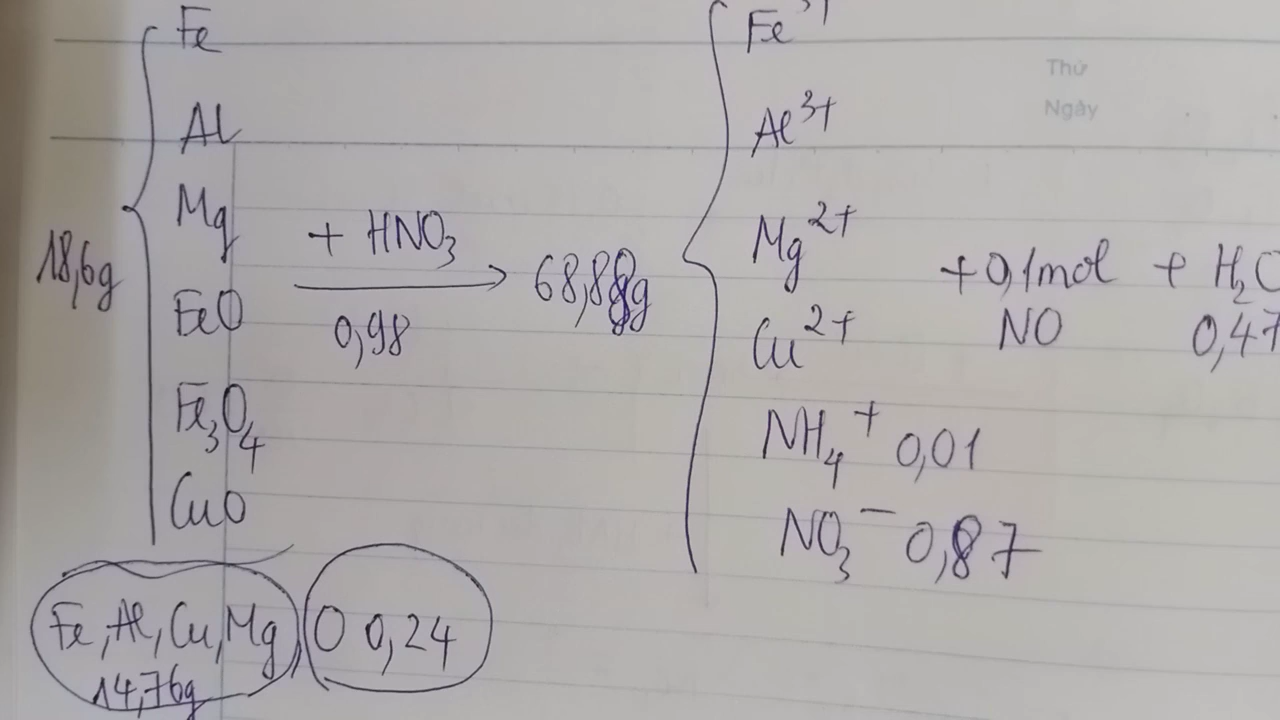 Fe
Al
Mg
FeO
Fe₃O₄
CuO
18,6g
+ HNO₃
0,98
68,88g
Fe³⁺
Al³⁺
Mg²⁺
Cu²⁺
NH₄⁺ 0,01
NO₃⁻ 0,87
+ 0,1mol + H₂O
NO 0,47
Thứ
Ngày
Fe, Al, Cu, Mg, O 0,24
14,76g